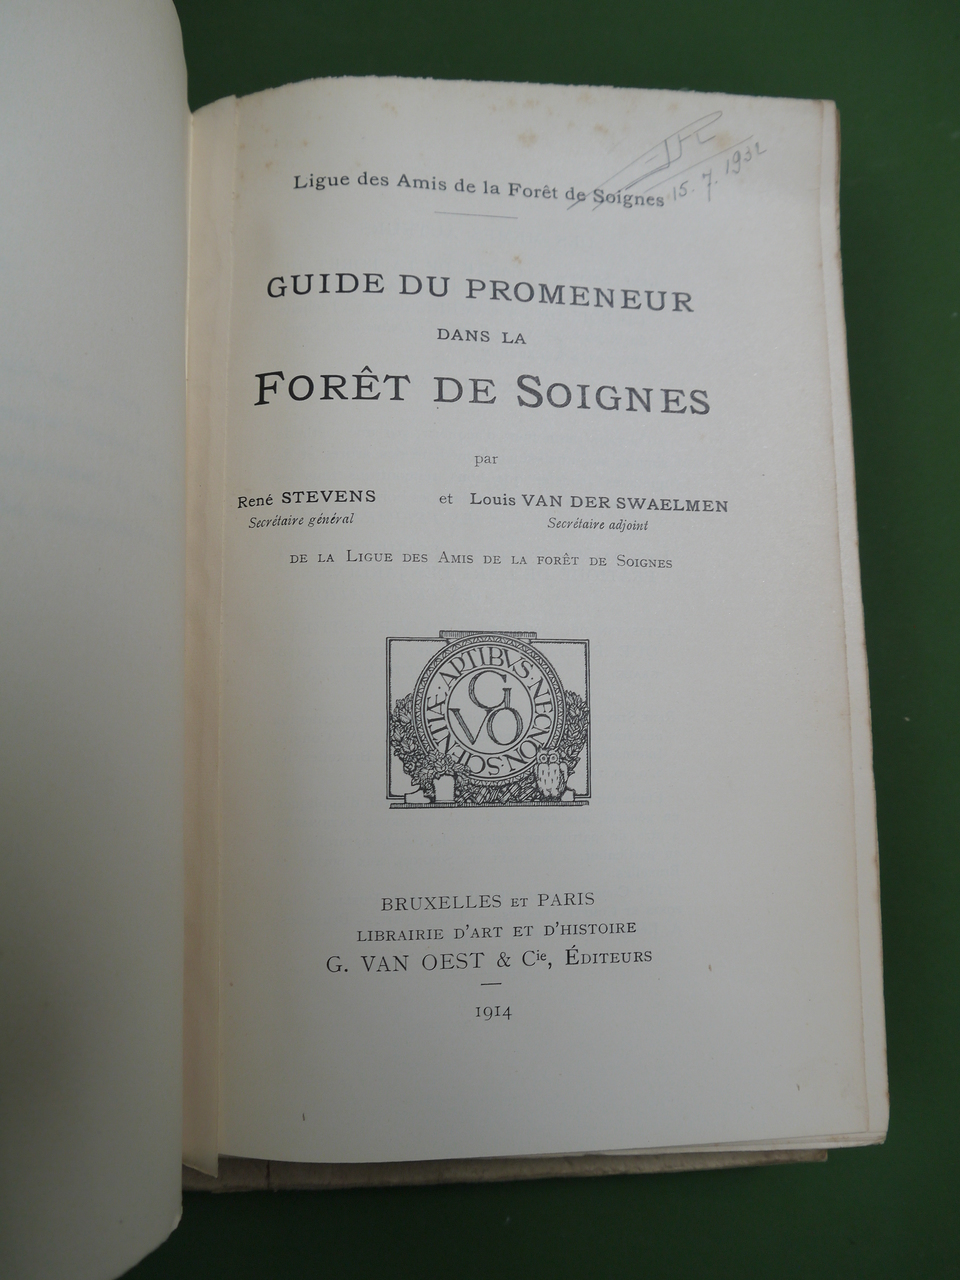 Ligue des Amis de la Forêt de Soignes
15. 7. 1932
GUIDE DU PROMENEUR
DANS LA
FORÊT DE SOIGNES
par
René STEVENS et Louis VAN DER SWAELMEN
Secrétaire général Secrétaire adjoint
DE LA LIGUE DES AMIS DE LA FORÊT DE SOIGNES
ARTIBVS · NECNON · SCIENTIÆ ·
GVO
BRUXELLES ET PARIS
LIBRAIRIE D'ART ET D'HISTOIRE
G. VAN OEST & Cie, ÉDITEURS
1914